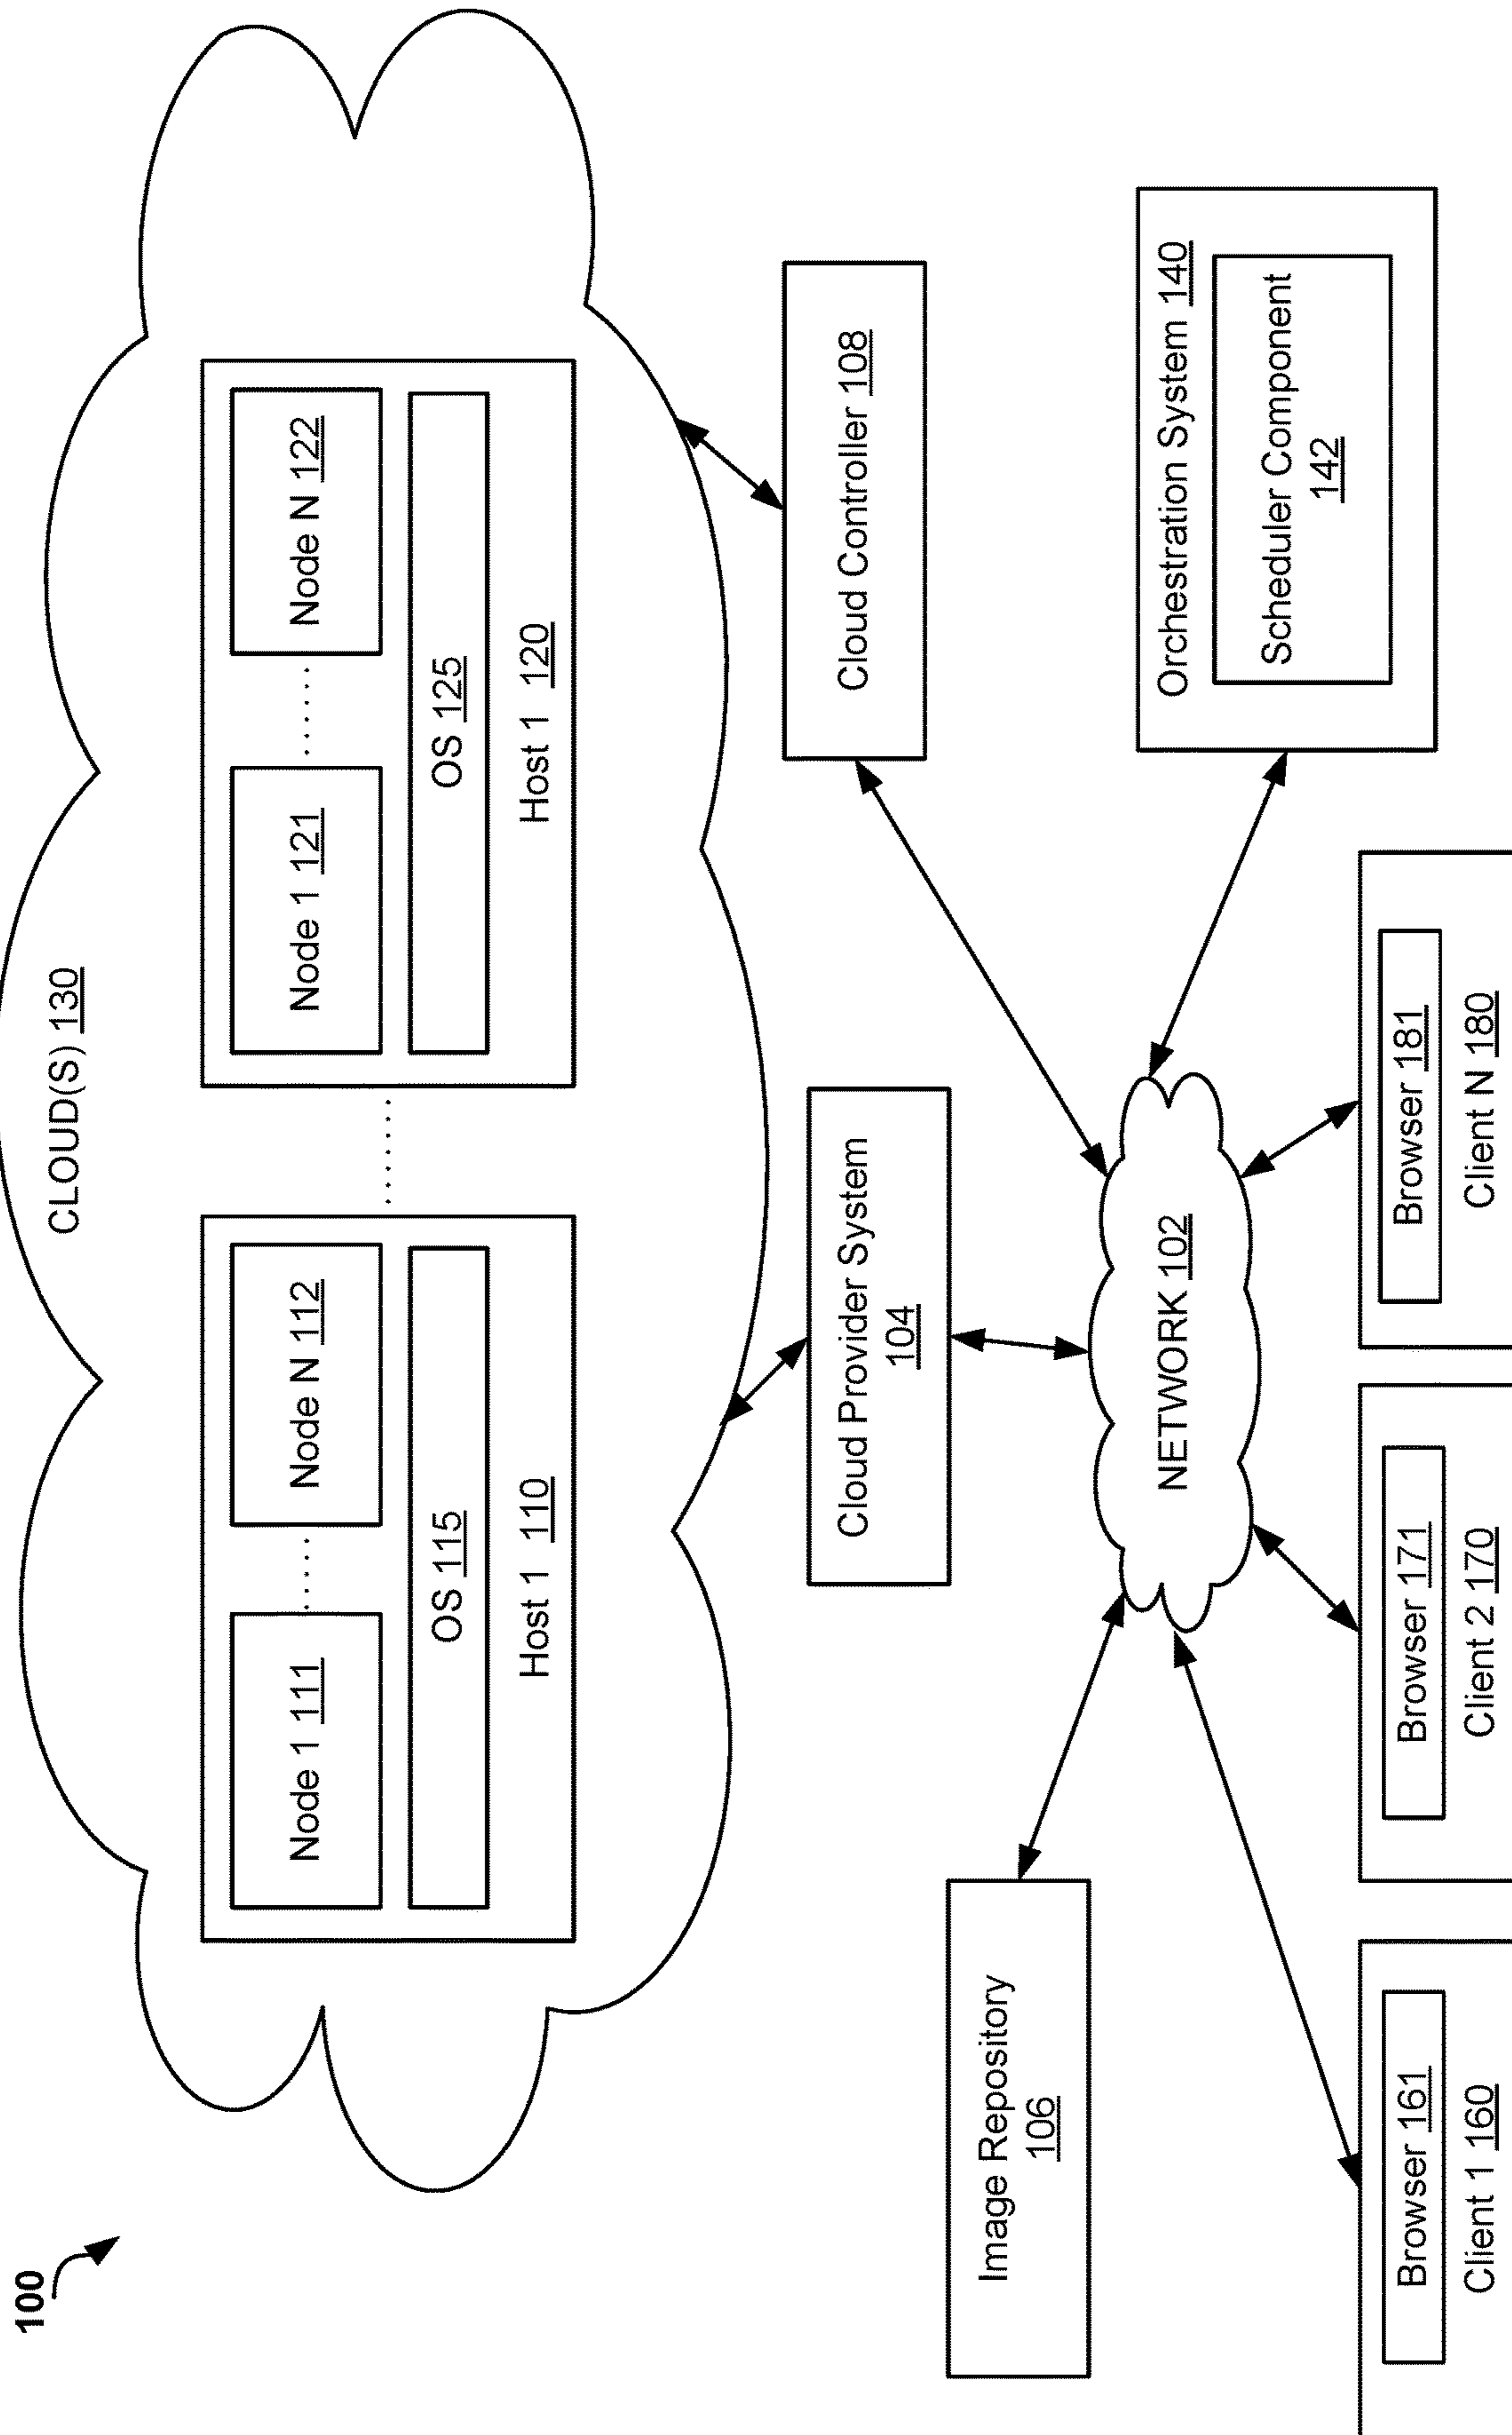 100
CLOUD(S) 130
Node 1 111
Node N 112
OS 115
Host 1 110
Node 1 121
Node N 122
OS 125
Host 1 120
Cloud Provider System
104
Cloud Controller 108
Image Repository
106
NETWORK 102
Orchestration System 140
Scheduler Component
142
Browser 161
Client 1 160
Browser 171
Client 2 170
Browser 181
Client N 180